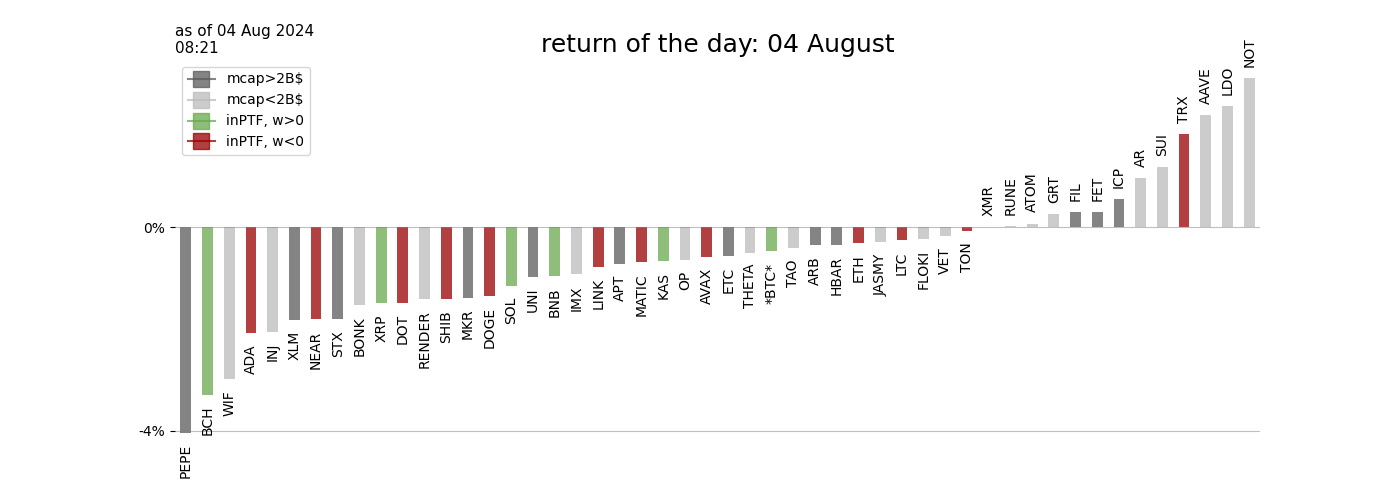 as of 04 Aug 2024
08:21
return of the day: 04 August
mcap>2B$
mcap<2B$
inPTF, w>0
inPTF, w<0
0%
-4%
PEPE
BCH
WIF
ADA
INJ
XLM
NEAR
STX
BONK
XRP
DOT
RENDER
SHIB
MKR
DOGE
SOL
UNI
BNB
IMX
LINK
APT
MATIC
KAS
OP
AVAX
ETC
THETA
*BTC*
TAO
ARB
HBAR
ETH
JASMY
LTC
FLOKI
VET
TON
XMR
RUNE
ATOM
GRT
FIL
FET
ICP
AR
SUI
TRX
AAVE
LDO
NOT